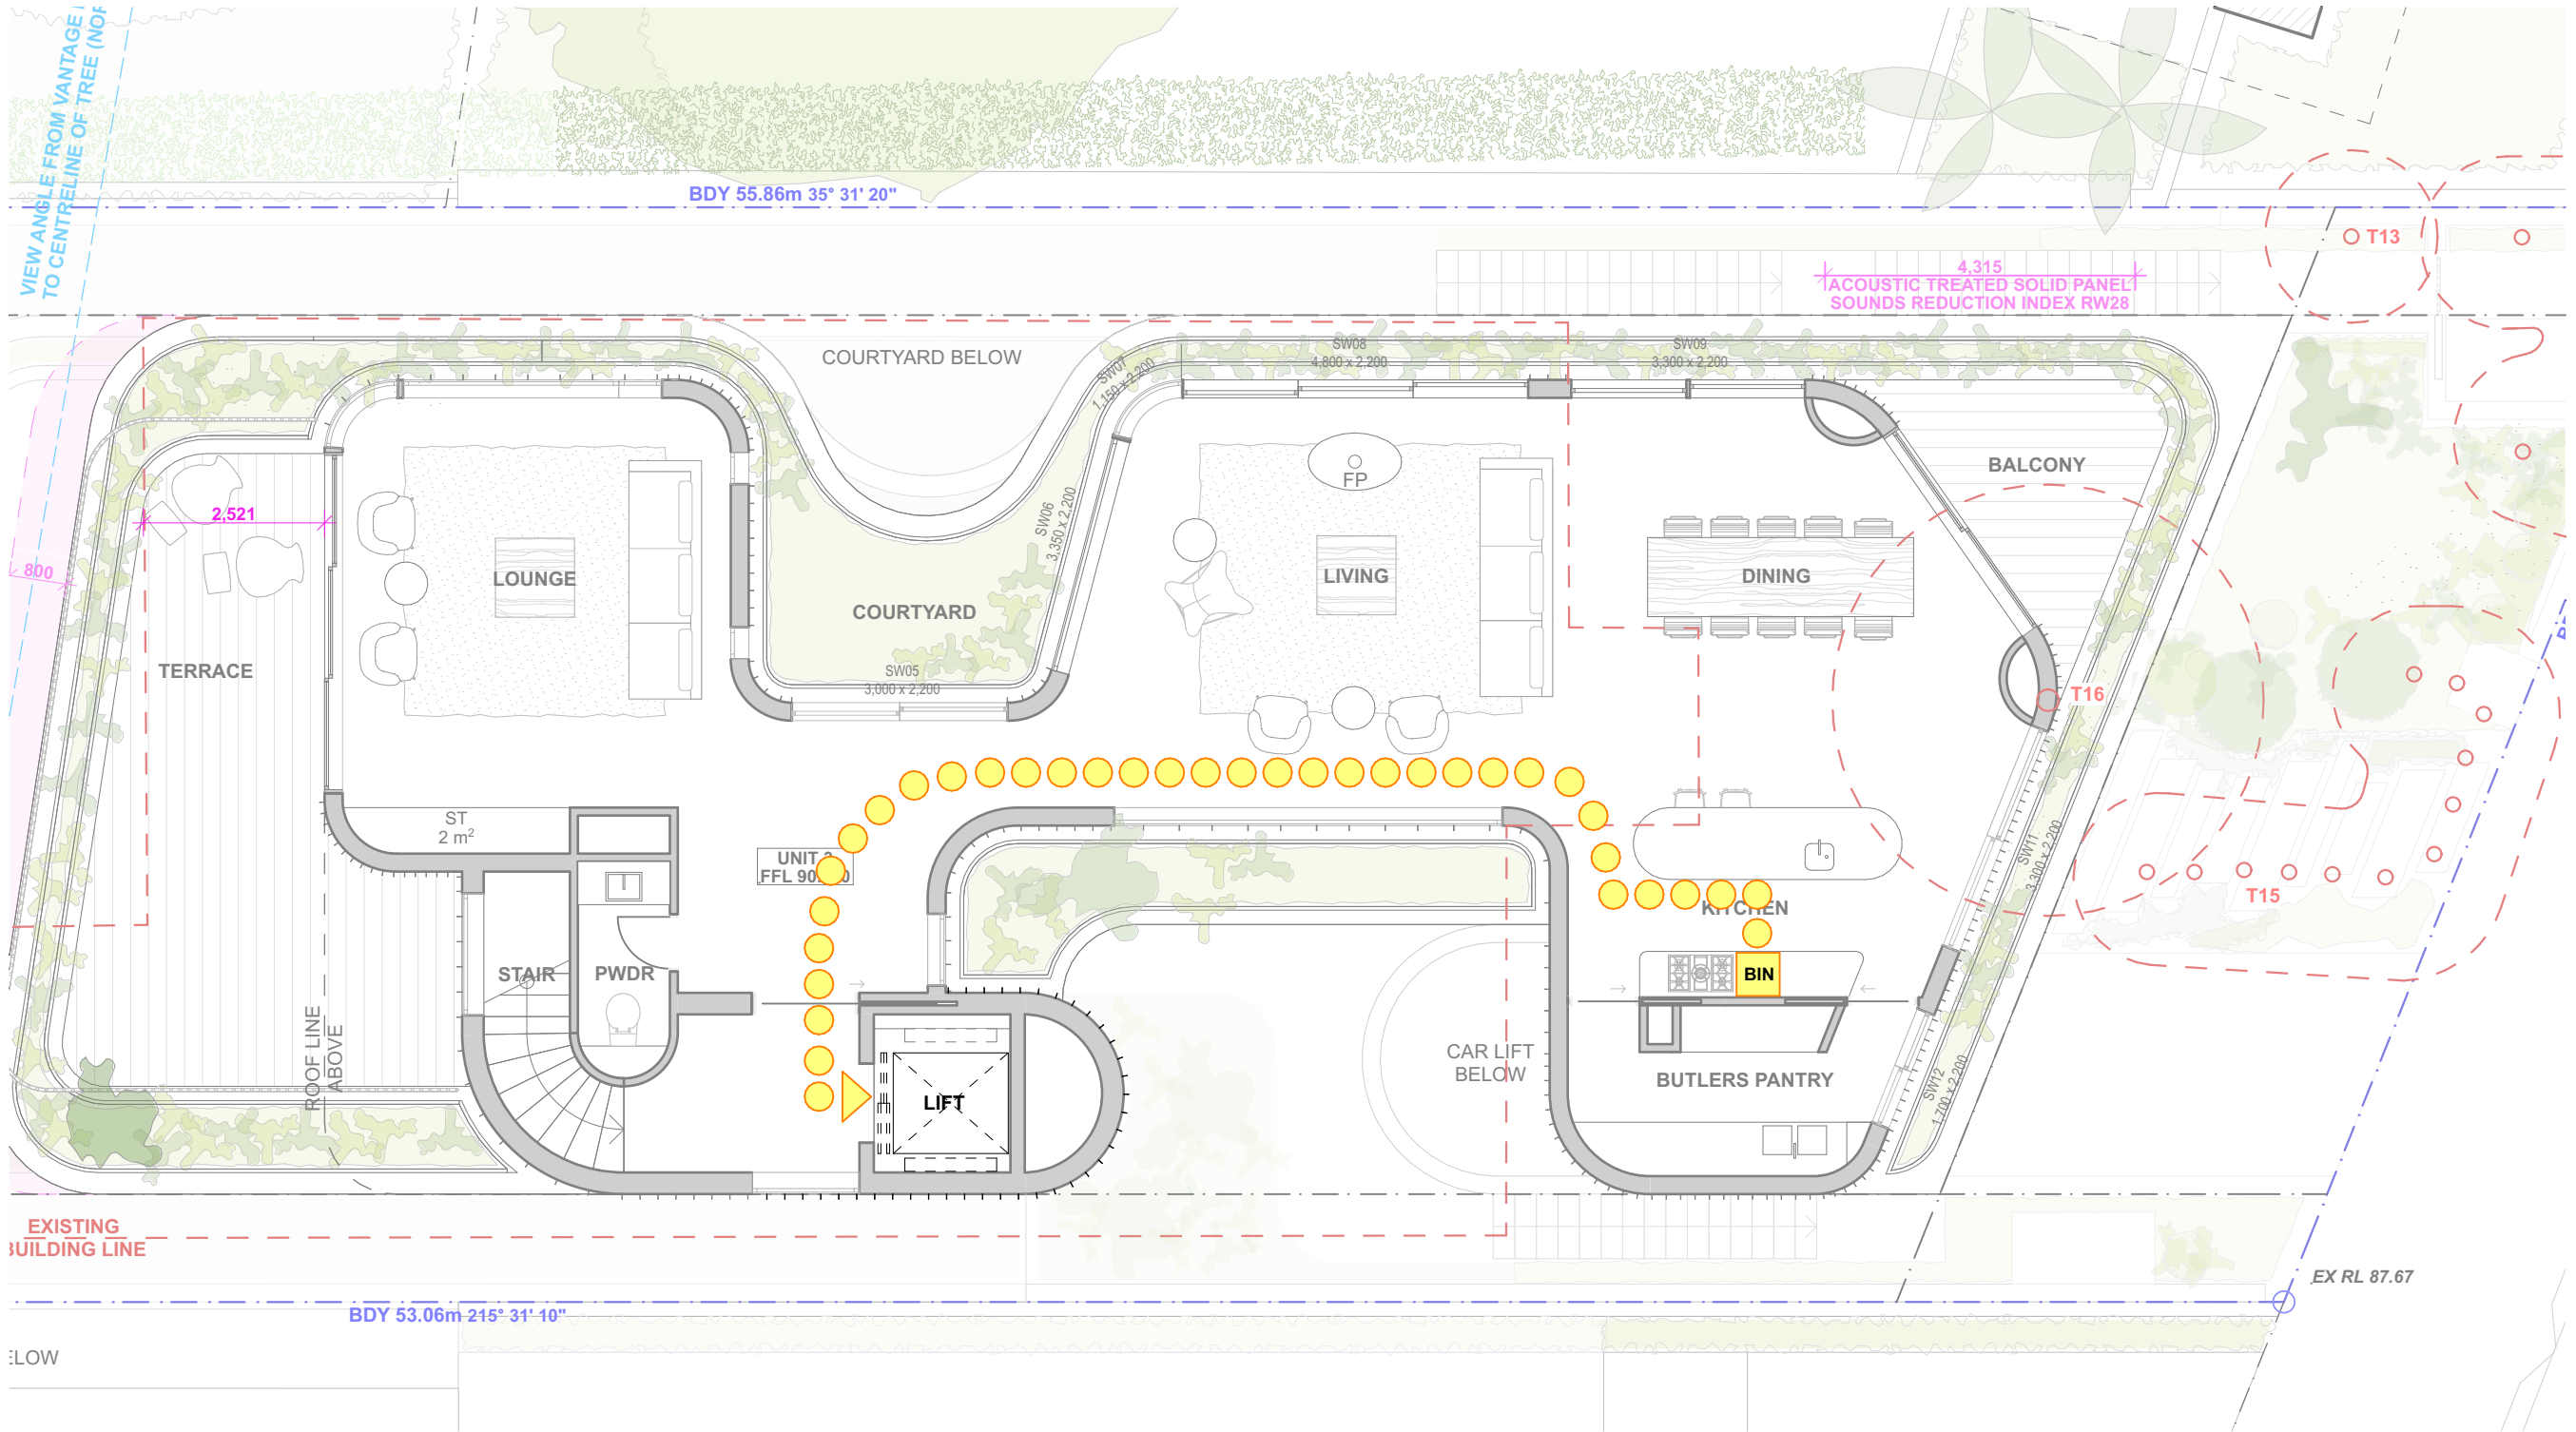 VIEW ANGLE FROM VANTAGE
TO CENTRELINE OF TREE (NOR
BDY 55.86m 35° 31' 20"
T13
4,315
ACOUSTIC TREATED SOLID PANEL
SOUNDS REDUCTION INDEX RW28
COURTYARD BELOW
SW07
1,150 x 2,200
SW08
4,800 x 2,200
SW09
3,300 x 2,200
BALCONY
FP
2,521
800
LOUNGE
LIVING
DINING
SW06
3,350 x 2,200
COURTYARD
TERRACE
SW05
3,000 x 2,200
T16
ST
2 m²
UNIT
FFL 90
SW11
3,300 x 2,200
T15
KITCHEN
STAIR
PWDR
BIN
ROOF LINE
ABOVE
LIFT
CAR LIFT
BELOW
BUTLERS PANTRY
SW12
1,700 x 2,200
EXISTING
BUILDING LINE
EX RL 87.67
BDY 53.06m 215° 31' 10"
ELOW